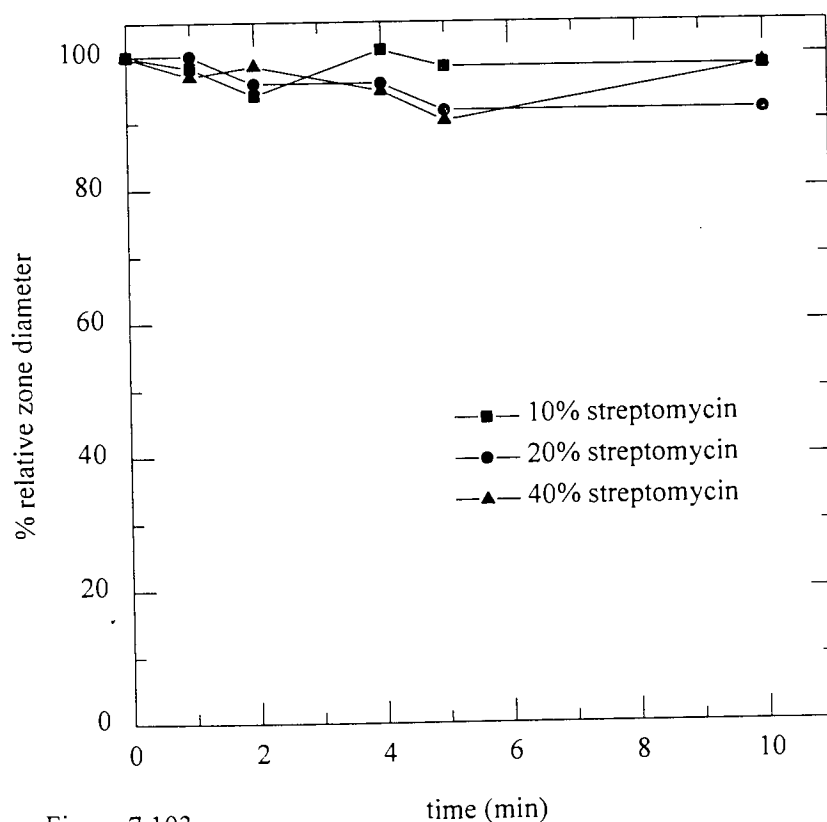 100
80
60
40
20
0
% relative zone diameter
10% streptomycin
20% streptomycin
40% streptomycin
0 2 4 6 8 10
time (min)